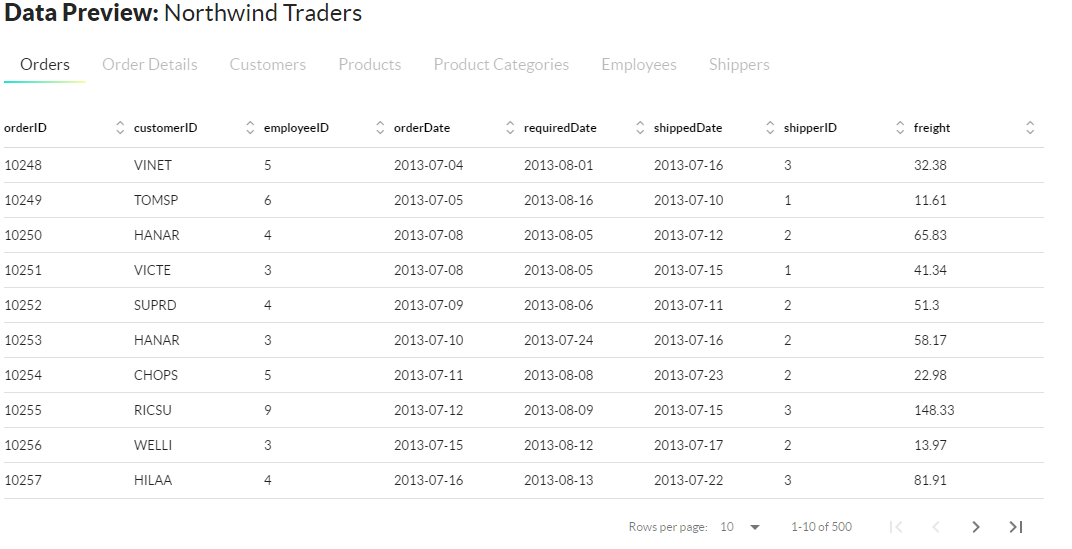 Data Preview: Northwind Traders
Orders Order Details Customers Products Product Categories Employees Shippers
orderID customerID employeeID orderDate requiredDate shippedDate shipperID freight
10248 VINET 5 2013-07-04 2013-08-01 2013-07-16 3 32.38
10249 TOMSP 6 2013-07-05 2013-08-16 2013-07-10 1 11.61
10250 HANAR 4 2013-07-08 2013-08-05 2013-07-12 2 65.83
10251 VICTE 3 2013-07-08 2013-08-05 2013-07-15 1 41.34
10252 SUPRD 4 2013-07-09 2013-08-06 2013-07-11 2 51.3
10253 HANAR 3 2013-07-10 2013-07-24 2013-07-16 2 58.17
10254 CHOPS 5 2013-07-11 2013-08-08 2013-07-23 2 22.98
10255 RICSU 9 2013-07-12 2013-08-09 2013-07-15 3 148.33
10256 WELLI 3 2013-07-15 2013-08-12 2013-07-17 2 13.97
10257 HILAA 4 2013-07-16 2013-08-13 2013-07-22 3 81.91
Rows per page: 10 1-10 of 500